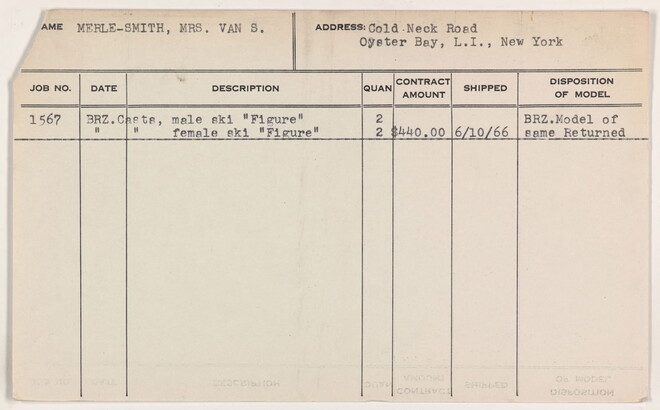 AME MERLE-SMITH, MRS. VAN S. ADDRESS: Cold Neck Road
Oyster Bay, L.I., New York
JOB NO. DATE DESCRIPTION QUAN CONTRACT AMOUNT SHIPPED DISPOSITION OF MODEL
1567 BRZ.Casts, male ski "Figure" 2 BRZ.Model of
" " female ski "Figure" 2 $440.00 6/10/66 same Returned